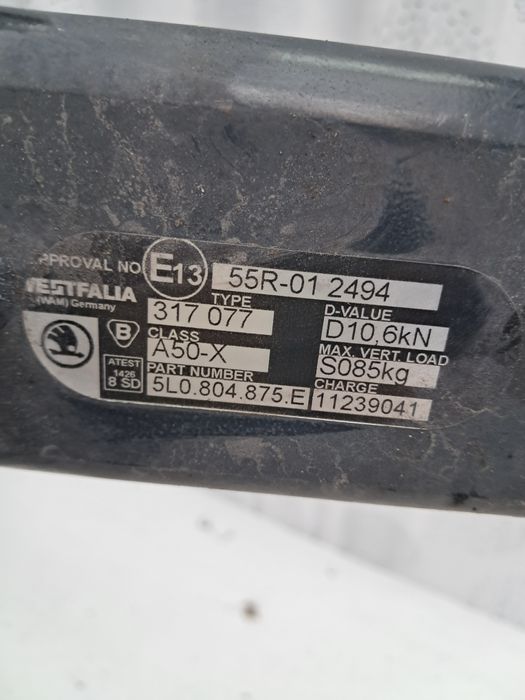 APPROVAL NO E13 55R-01 2494
WESTFALIA
(WAM) Germany
TYPE
317 077
D-VALUE
D10,6kN
B
CLASS
A50-X
MAX. VERT. LOAD
S085kg
ATEST
1426
8 SD
PART NUMBER
5L0.804.875.E
CHARGE
11239041